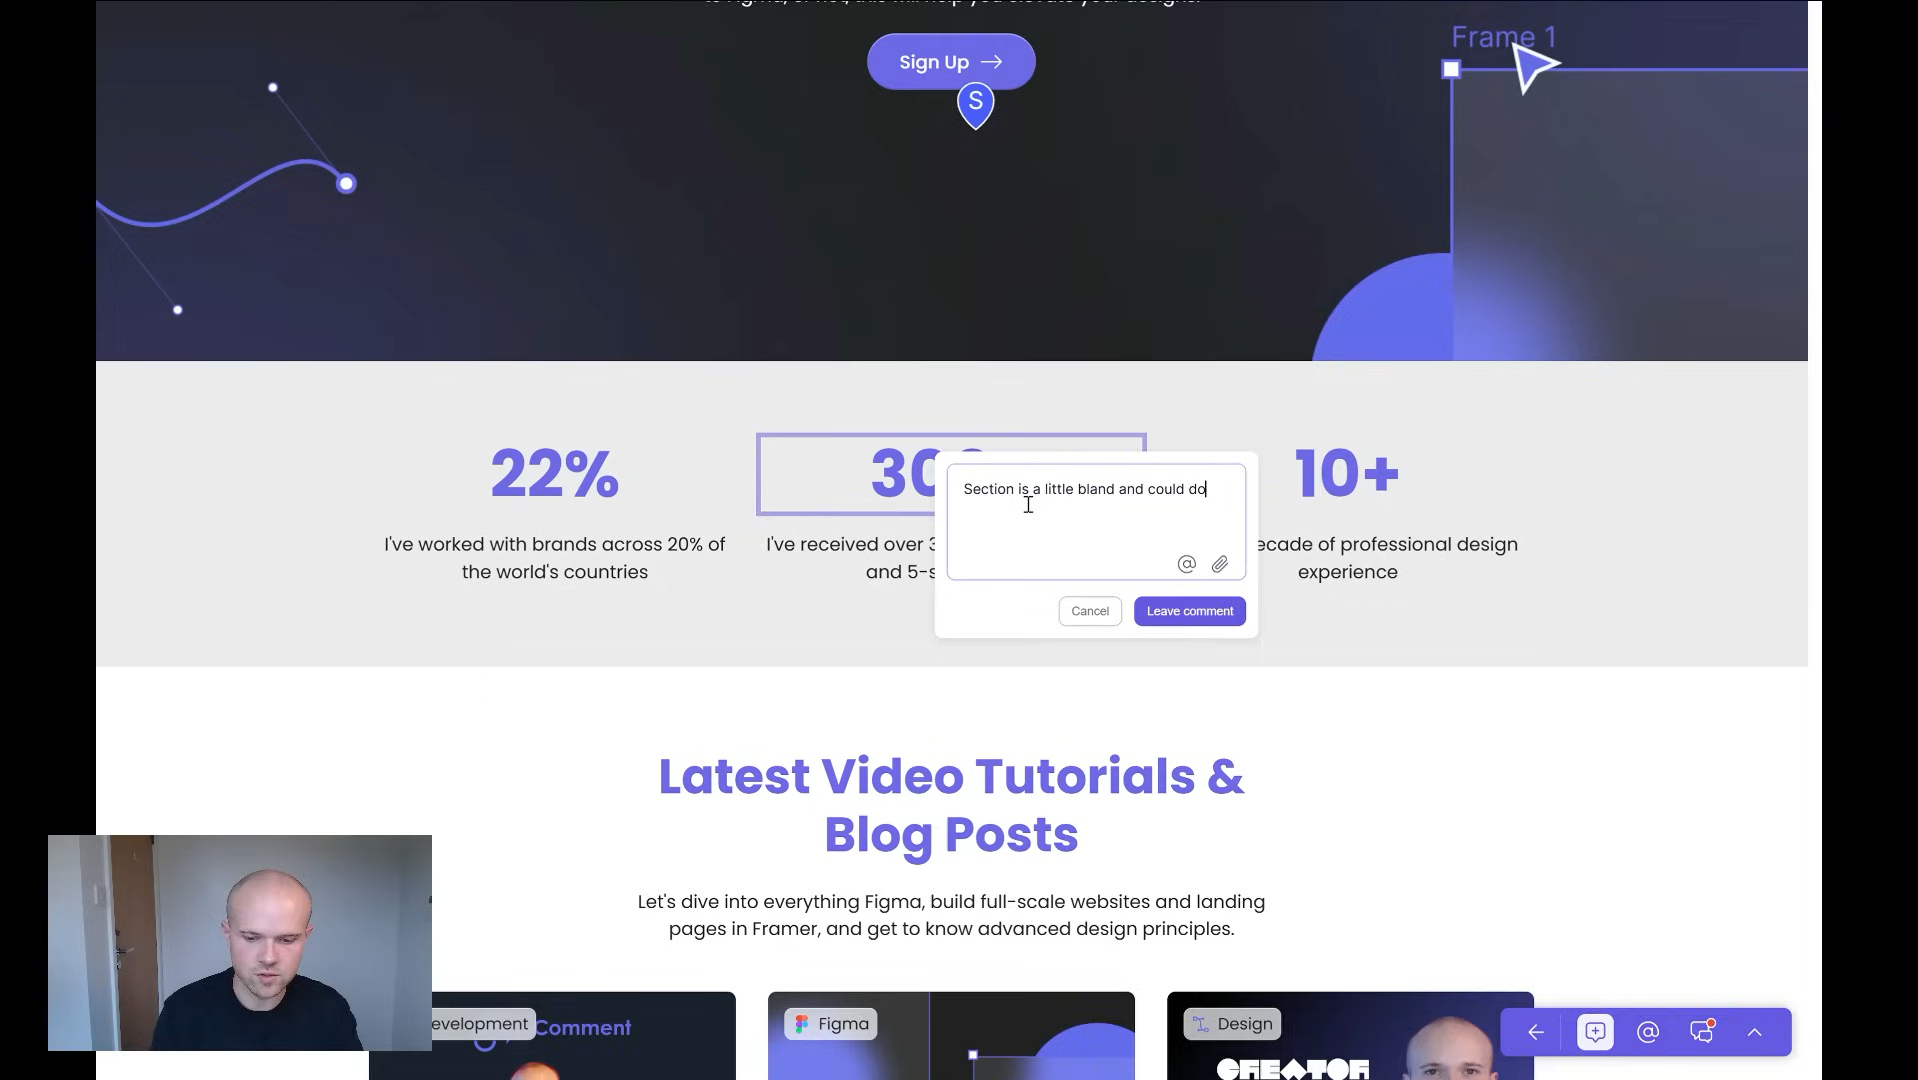 Frame 1
Sign Up
S
22%
10+
Section is a little bland and could do
I've worked with brands across 20% of
the world's countries
I've received over
and 5-
decade of professional design
experience
Cancel
Leave comment
Latest Video Tutorials &
Blog Posts
Let's dive into everything Figma, build full-scale websites and landing
pages in Framer, and get to know advanced design principles.
evelopment
Comment
Figma
Design
CREATOR